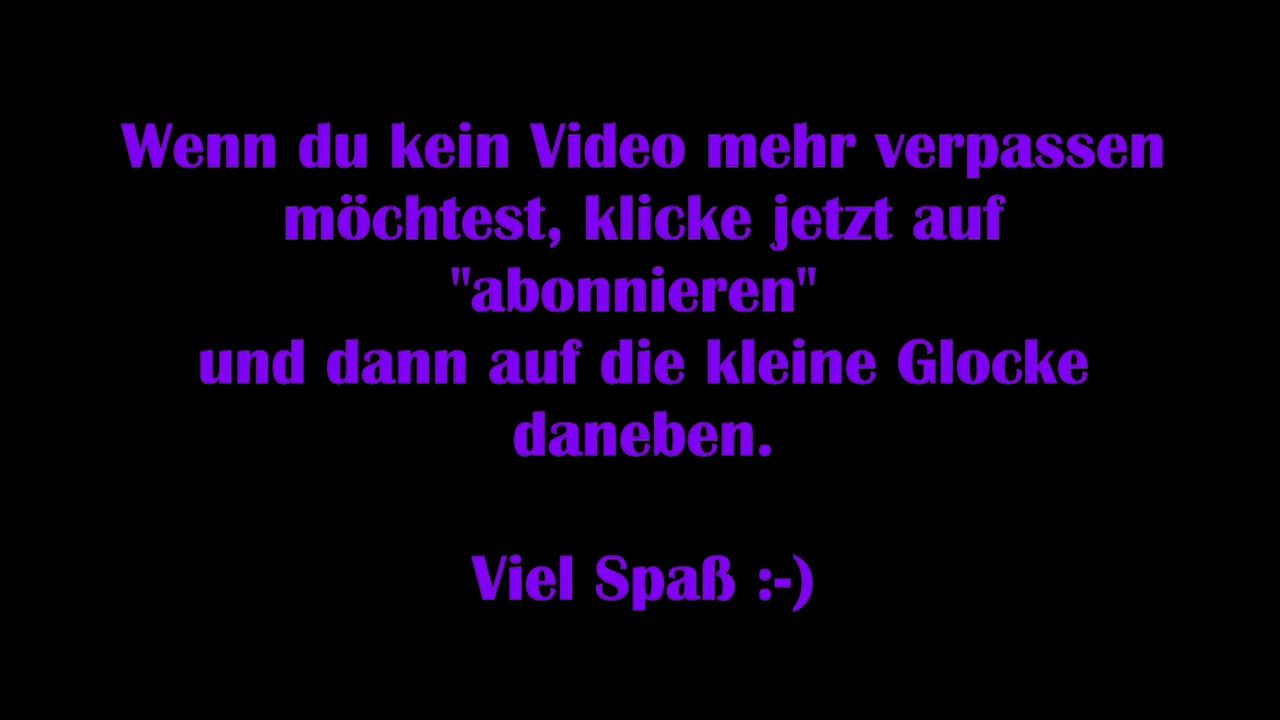 Wenn du kein Video mehr verpassen
möchtest, klicke jetzt auf
"abonnieren"
und dann auf die kleine Glocke
daneben.
Viel Spaß :-)